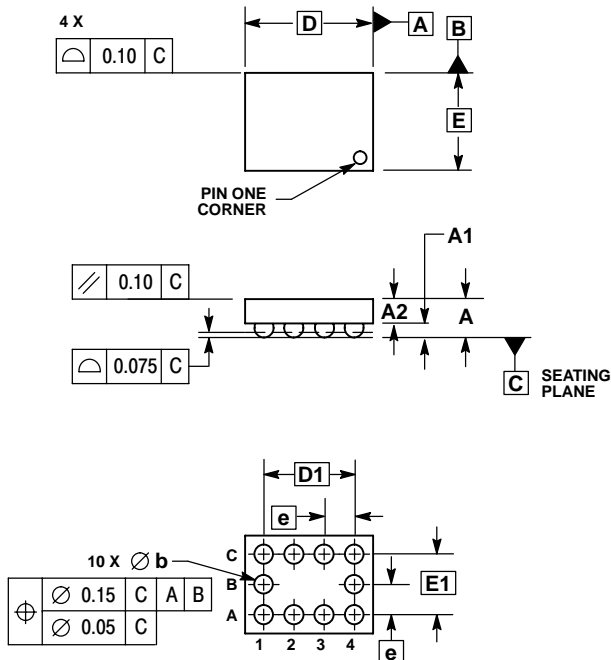 4 X
⌓ 0.10 C
D
A
B
E
PIN ONE
CORNER
A1
⫽ 0.10 C
A2
A
⌓ 0.075 C
C
SEATING
PLANE
D1
e
10 X ∅ b
C
B
A
E1
⌖ ∅ 0.15 C A B
∅ 0.05 C
1 2 3 4
e